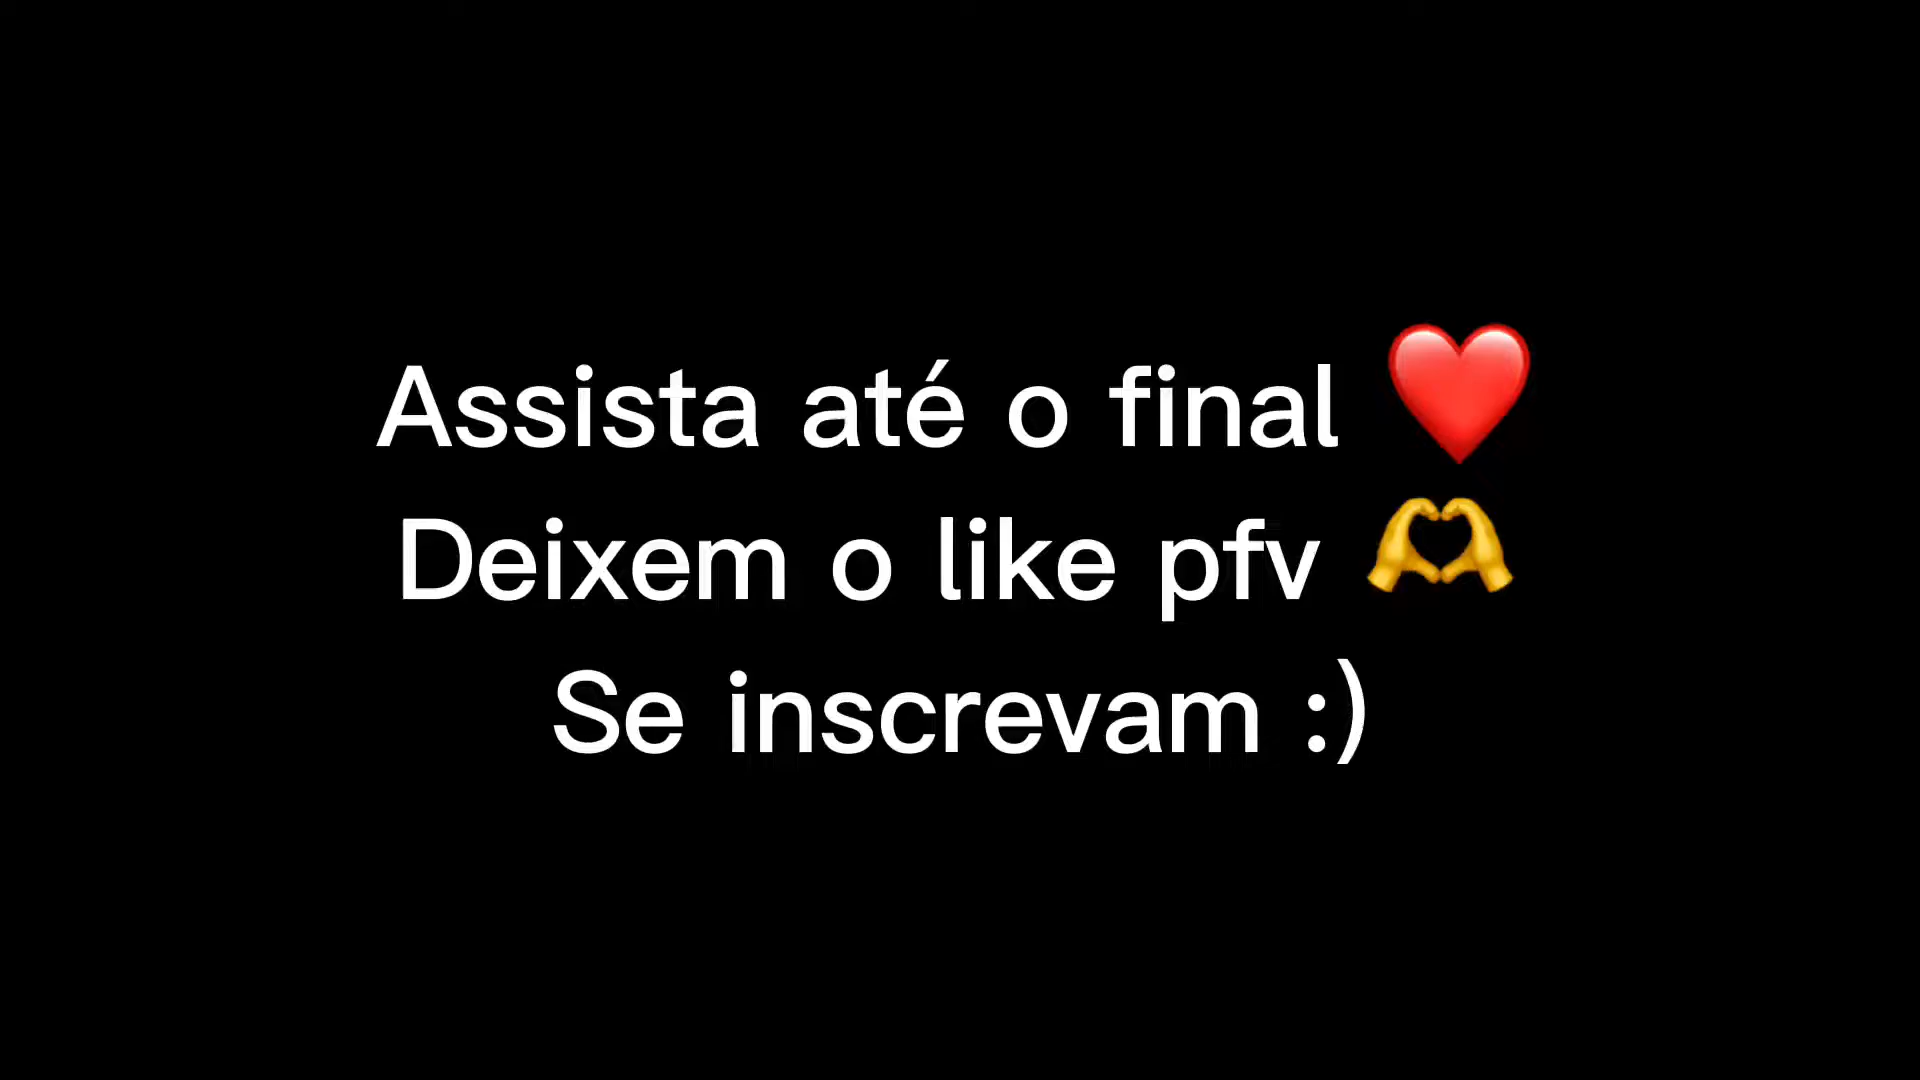 Assista até o final ❤️
Deixem o like pfv 🫶
Se inscrevam :)